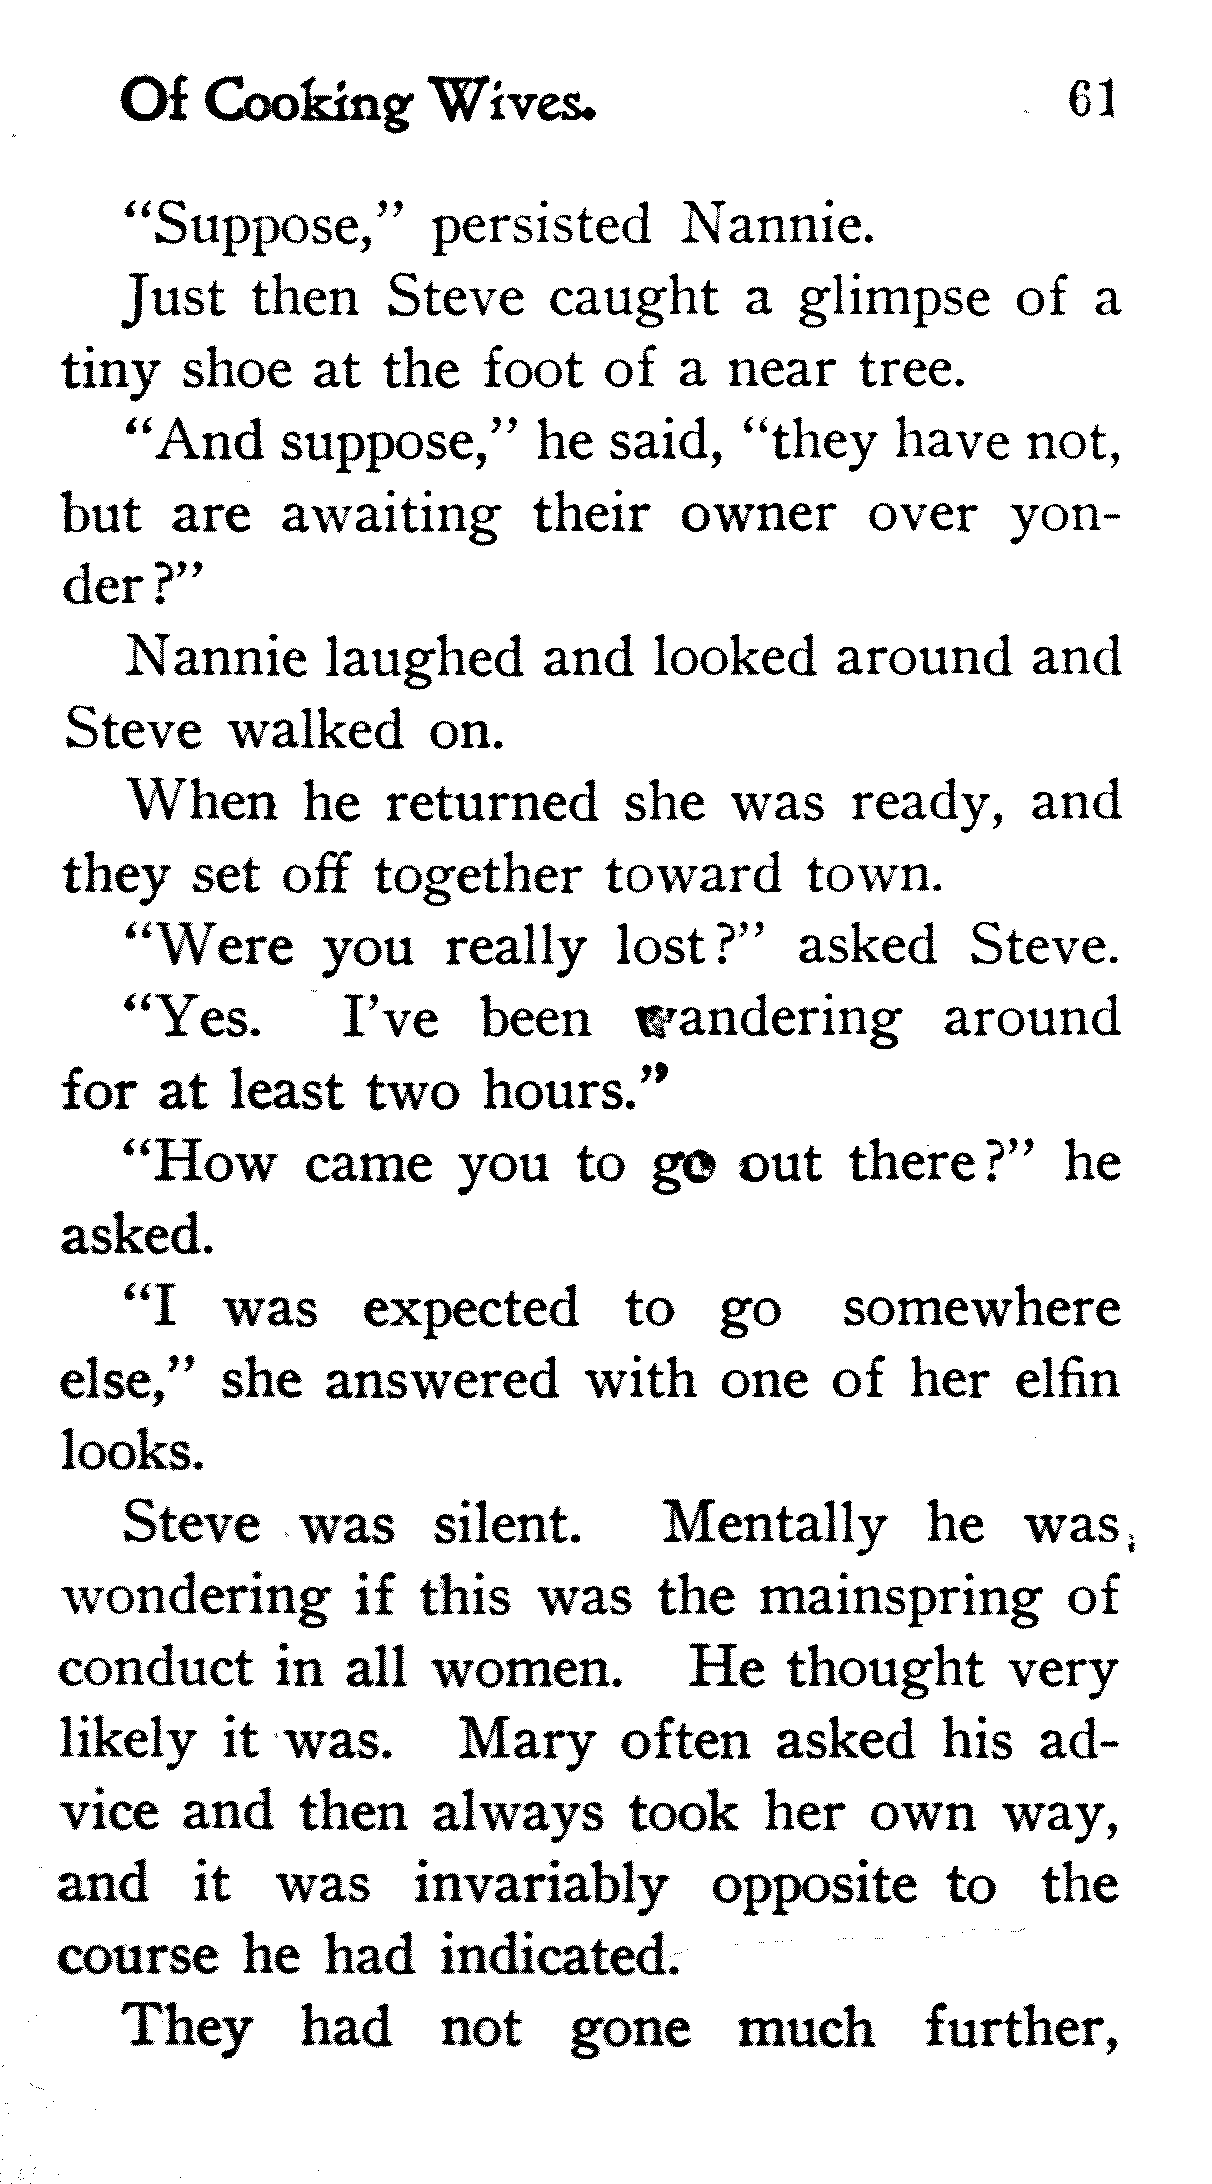 Of Cooking Wives. 61
"Suppose," persisted Nannie.
Just then Steve caught a glimpse of a
tiny shoe at the foot of a near tree.
"And suppose," he said, "they have not,
but are awaiting their owner over yon-
der?"
Nannie laughed and looked around and
Steve walked on.
When he returned she was ready, and
they set off together toward town.
"Were you really lost?" asked Steve.
"Yes. I've been wandering around
for at least two hours."
"How came you to go out there?" he
asked.
"I was expected to go somewhere
else," she answered with one of her elfin
looks.
Steve was silent. Mentally he was
wondering if this was the mainspring of
conduct in all women. He thought very
likely it was. Mary often asked his ad-
vice and then always took her own way,
and it was invariably opposite to the
course he had indicated.
They had not gone much further,